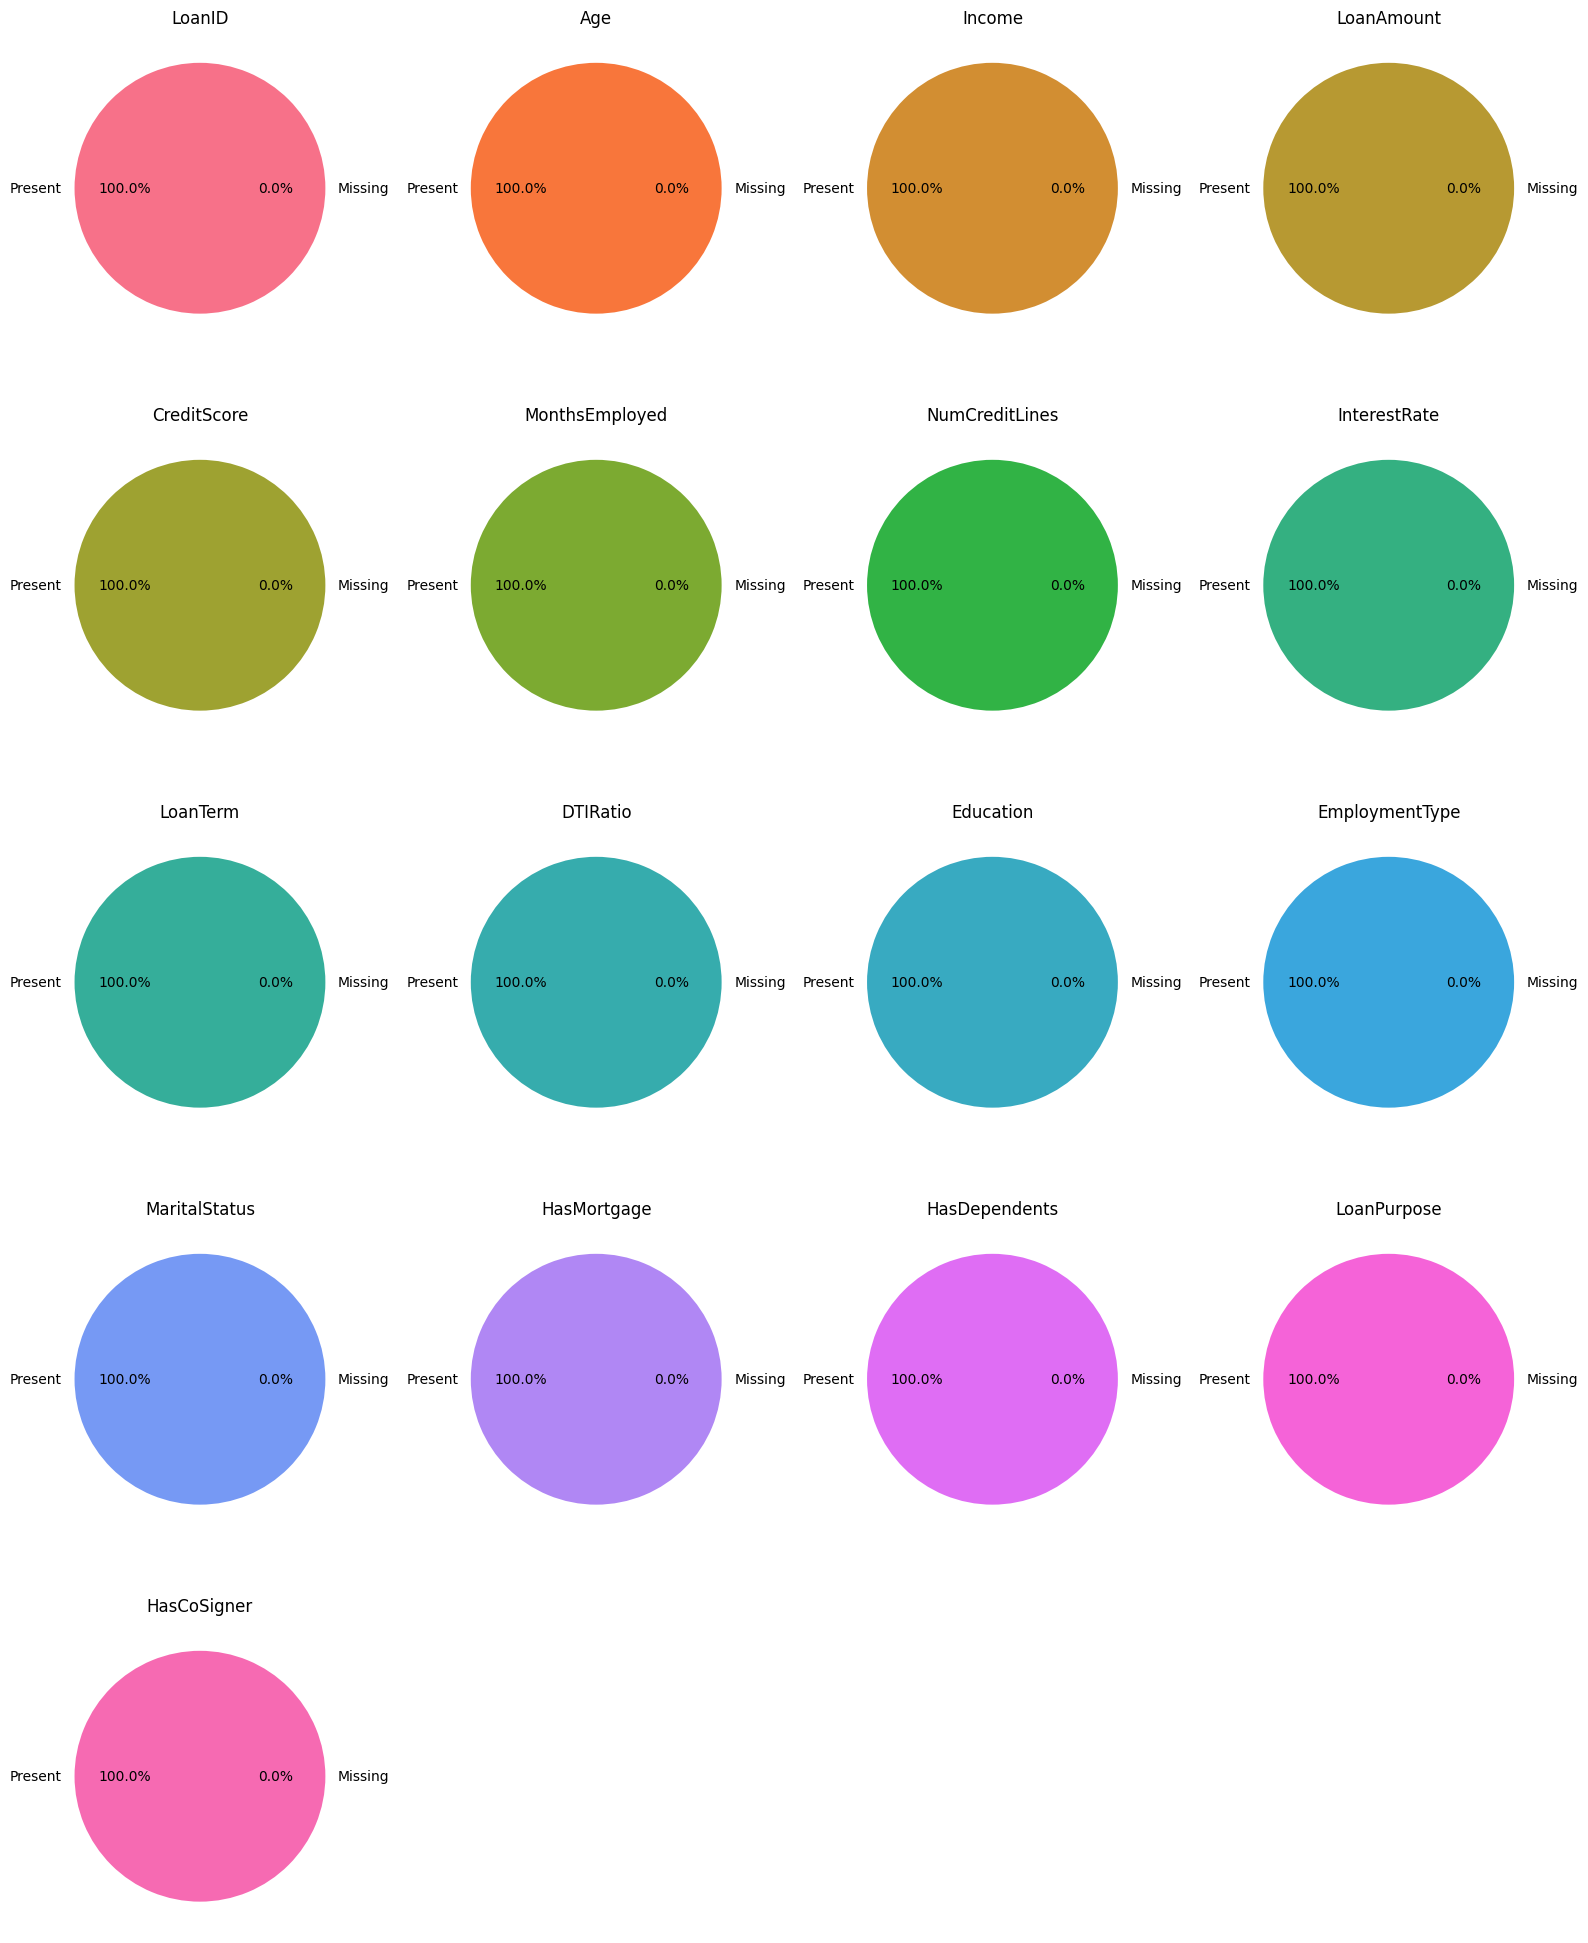 LoanID Age Income LoanAmount
Present 100.0% 0.0% Missing Present 100.0% 0.0% Missing Present 100.0% 0.0% Missing Present 100.0% 0.0% Missing
CreditScore MonthsEmployed NumCreditLines InterestRate
Present 100.0% 0.0% Missing Present 100.0% 0.0% Missing Present 100.0% 0.0% Missing Present 100.0% 0.0% Missing
LoanTerm DTIRatio Education EmploymentType
Present 100.0% 0.0% Missing Present 100.0% 0.0% Missing Present 100.0% 0.0% Missing Present 100.0% 0.0% Missing
MaritalStatus HasMortgage HasDependents LoanPurpose
Present 100.0% 0.0% Missing Present 100.0% 0.0% Missing Present 100.0% 0.0% Missing Present 100.0% 0.0% Missing
HasCoSigner
Present 100.0% 0.0% Missing